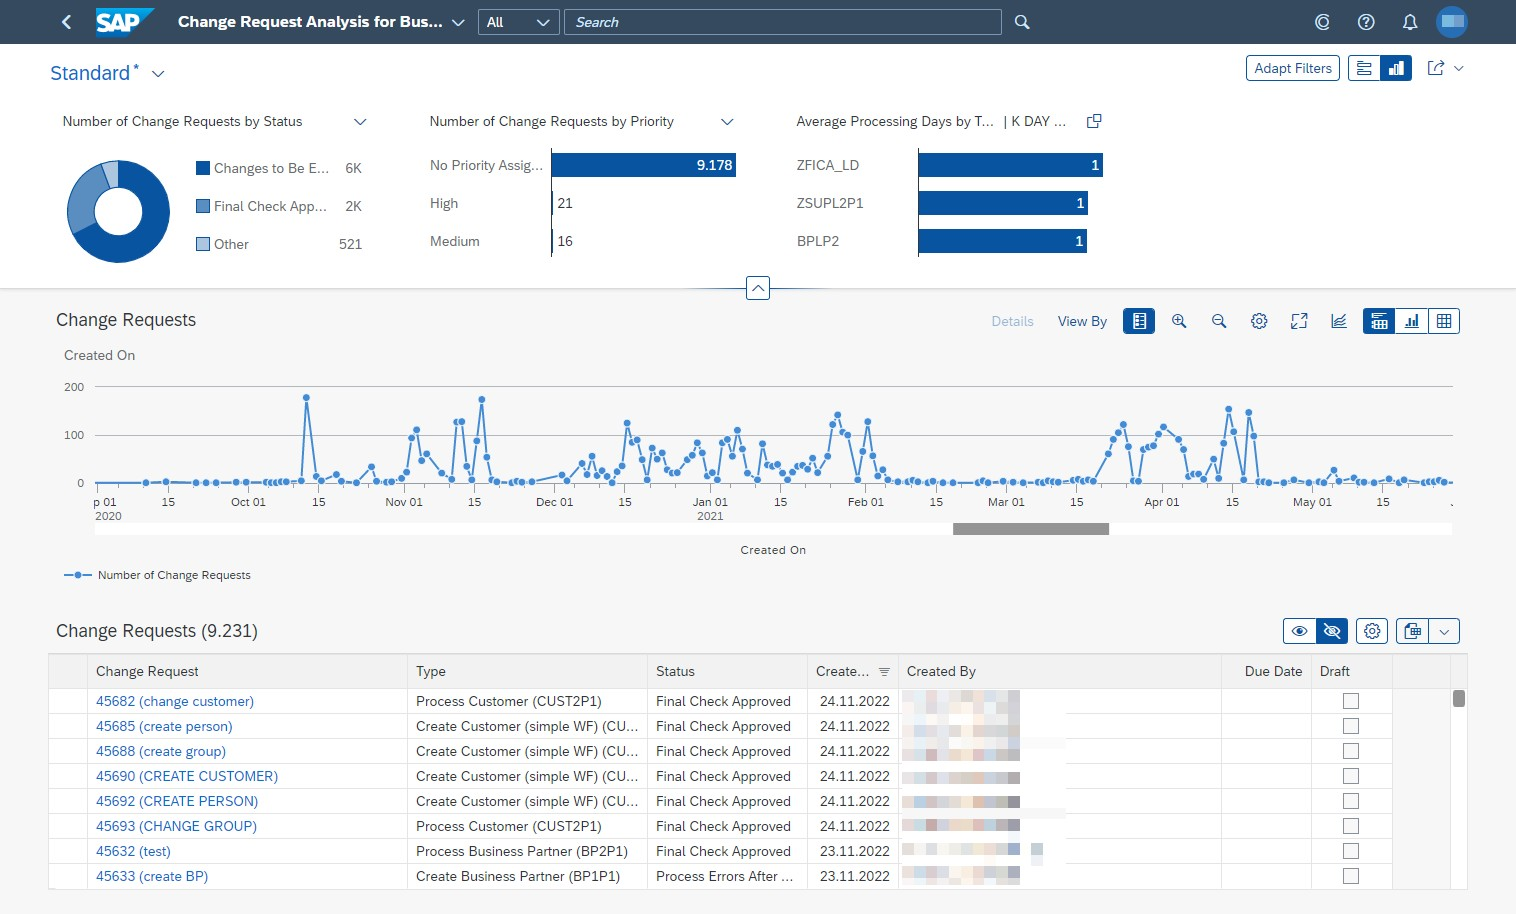 SAP
Change Request Analysis for Bus...
All
Search
Standard *
Adapt Filters
Number of Change Requests by Status
Changes to Be E... 6K
Final Check App... 2K
Other 521
Number of Change Requests by Priority
No Priority Assig... 9.178
High 21
Medium 16
Average Processing Days by T... | K DAY ...
ZFICA_LD 1
ZSUPL2P1 1
BPLP2 1
Change Requests
Details View By
Created On
200
100
0
p 01 15 Oct 01 15 Nov 01 15 Dec 01 15 Jan 01 15 Feb 01 15 Mar 01 15 Apr 01 15 May 01 15
2020 2021
Created On
Number of Change Requests
Change Requests (9.231)
Change Request Type Status Create... Created By Due Date Draft
45682 (change customer) Process Customer (CUST2P1) Final Check Approved 24.11.2022
45685 (create person) Create Customer (simple WF) (CU... Final Check Approved 24.11.2022
45688 (create group) Create Customer (simple WF) (CU... Final Check Approved 24.11.2022
45690 (CREATE CUSTOMER) Create Customer (simple WF) (CU... Final Check Approved 24.11.2022
45692 (CREATE PERSON) Create Customer (simple WF) (CU... Final Check Approved 24.11.2022
45693 (CHANGE GROUP) Process Customer (CUST2P1) Final Check Approved 24.11.2022
45632 (test) Process Business Partner (BP2P1) Final Check Approved 23.11.2022
45633 (create BP) Create Business Partner (BP1P1) Process Errors After ... 23.11.2022